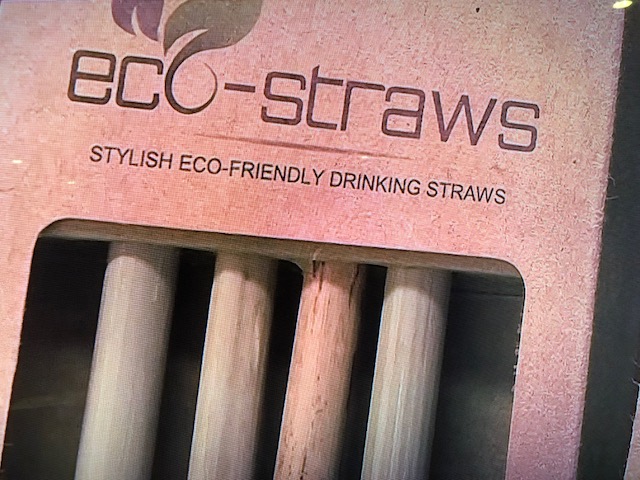 eco-straws
STYLISH ECO-FRIENDLY DRINKING STRAWS